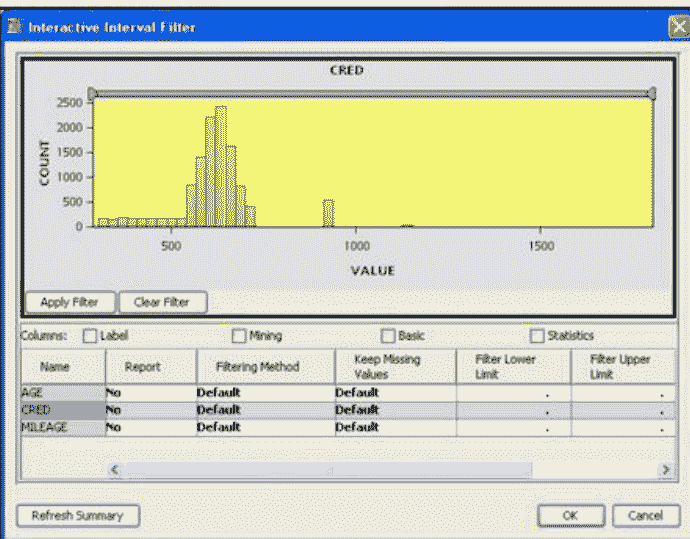 Interactive Interval Filter
CRED
2500
2000
1500
1000
500
0
COUNT
500 1000 1500
VALUE
Apply Filter Clear Filter
Columns: Label Mining Basic Statistics
Name Report Filtering Method Keep Missing Values Filter Lower Limit Filter Upper Limit
AGE No Default Default . .
CRED No Default Default . .
MILEAGE No Default Default . .
Refresh Summary OK Cancel